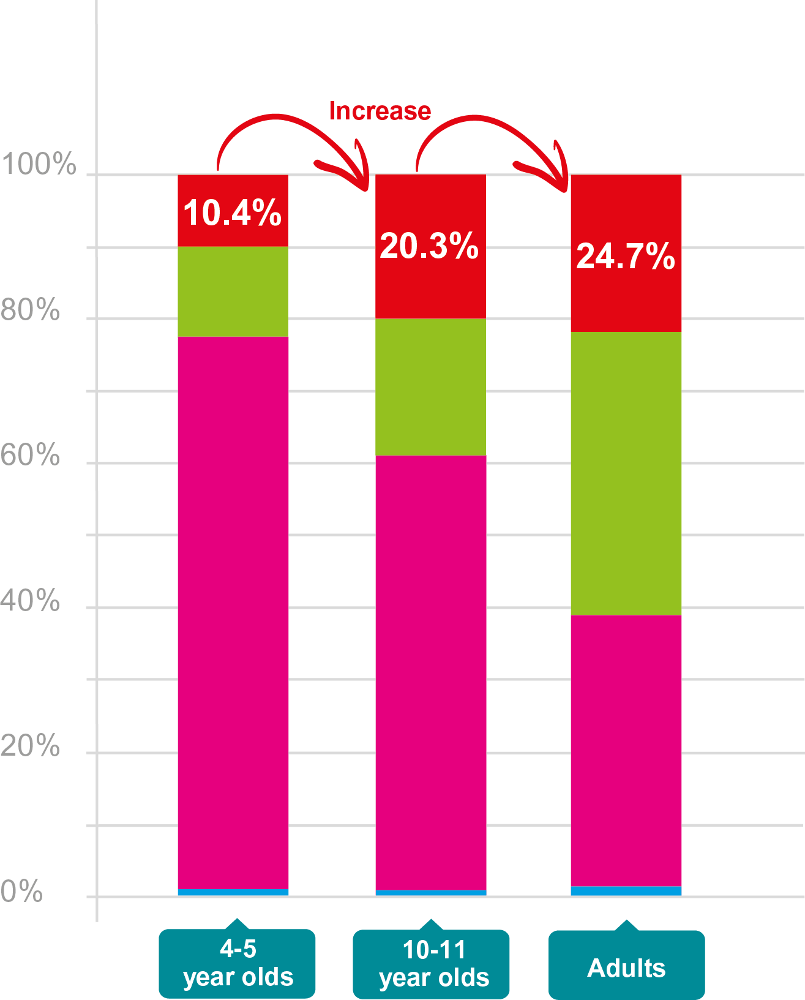 Increase
100%
10.4%
20.3%
24.7%
80%
60%
40%
20%
0%
4-5
year olds
10-11
year olds
Adults